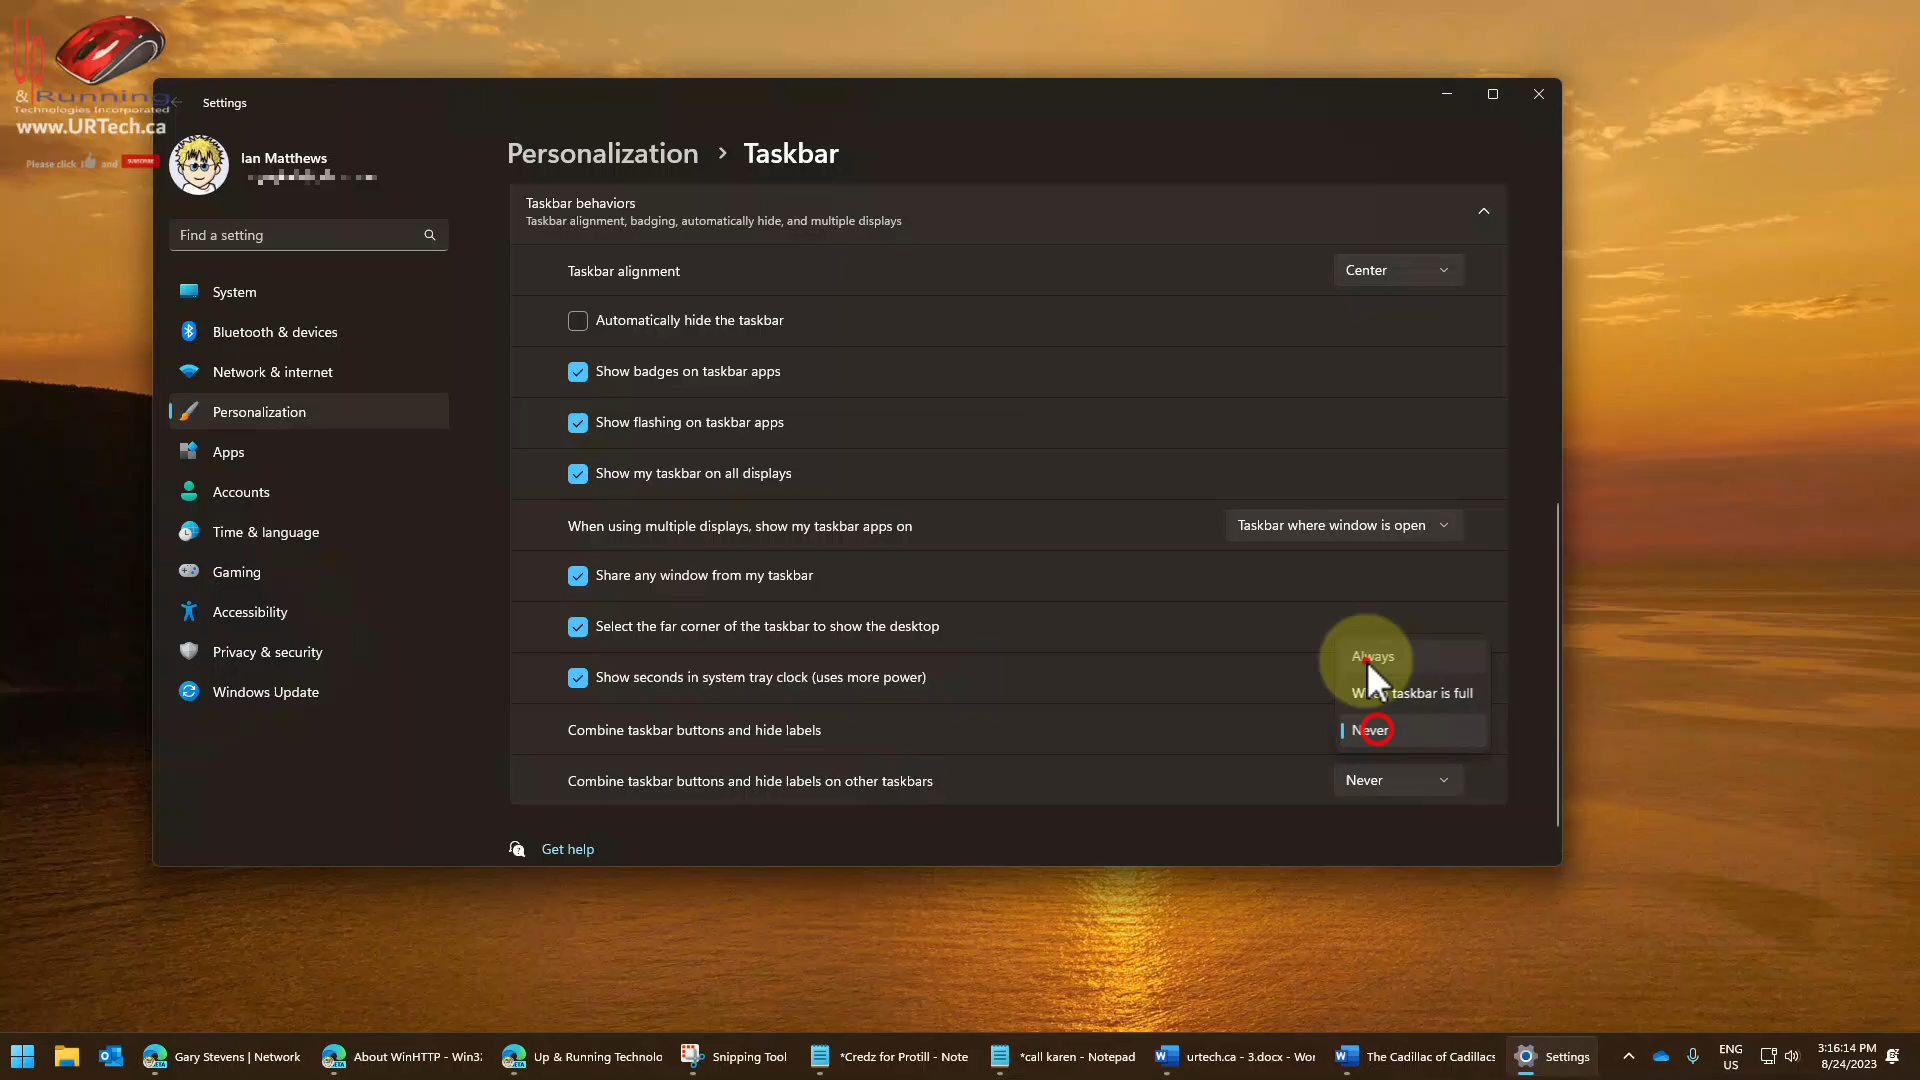 Up
& Running
Technologies Incorporated
www.URTech.ca
Please click and SUBSCRIBE
Settings
Ian Matthews
Find a setting
System
Bluetooth & devices
Network & internet
Personalization
Apps
Accounts
Time & language
Gaming
Accessibility
Privacy & security
Windows Update
Personalization > Taskbar
Taskbar behaviors
Taskbar alignment, badging, automatically hide, and multiple displays
Taskbar alignment Center
Automatically hide the taskbar
Show badges on taskbar apps
Show flashing on taskbar apps
Show my taskbar on all displays
When using multiple displays, show my taskbar apps on Taskbar where window is open
Share any window from my taskbar
Select the far corner of the taskbar to show the desktop
Show seconds in system tray clock (uses more power)
Always
When taskbar is full
Combine taskbar buttons and hide labels Never
Combine taskbar buttons and hide labels on other taskbars Never
Get help
Gary Stevens | Network
About WinHTTP - Win32
Up & Running Technolo
Snipping Tool
*Credz for Protill - Note
*call karen - Notepad
urtech.ca - 3.docx - Wor
The Cadillac of Cadillacs
Settings
ENG
US
3:16:14 PM
8/24/2023